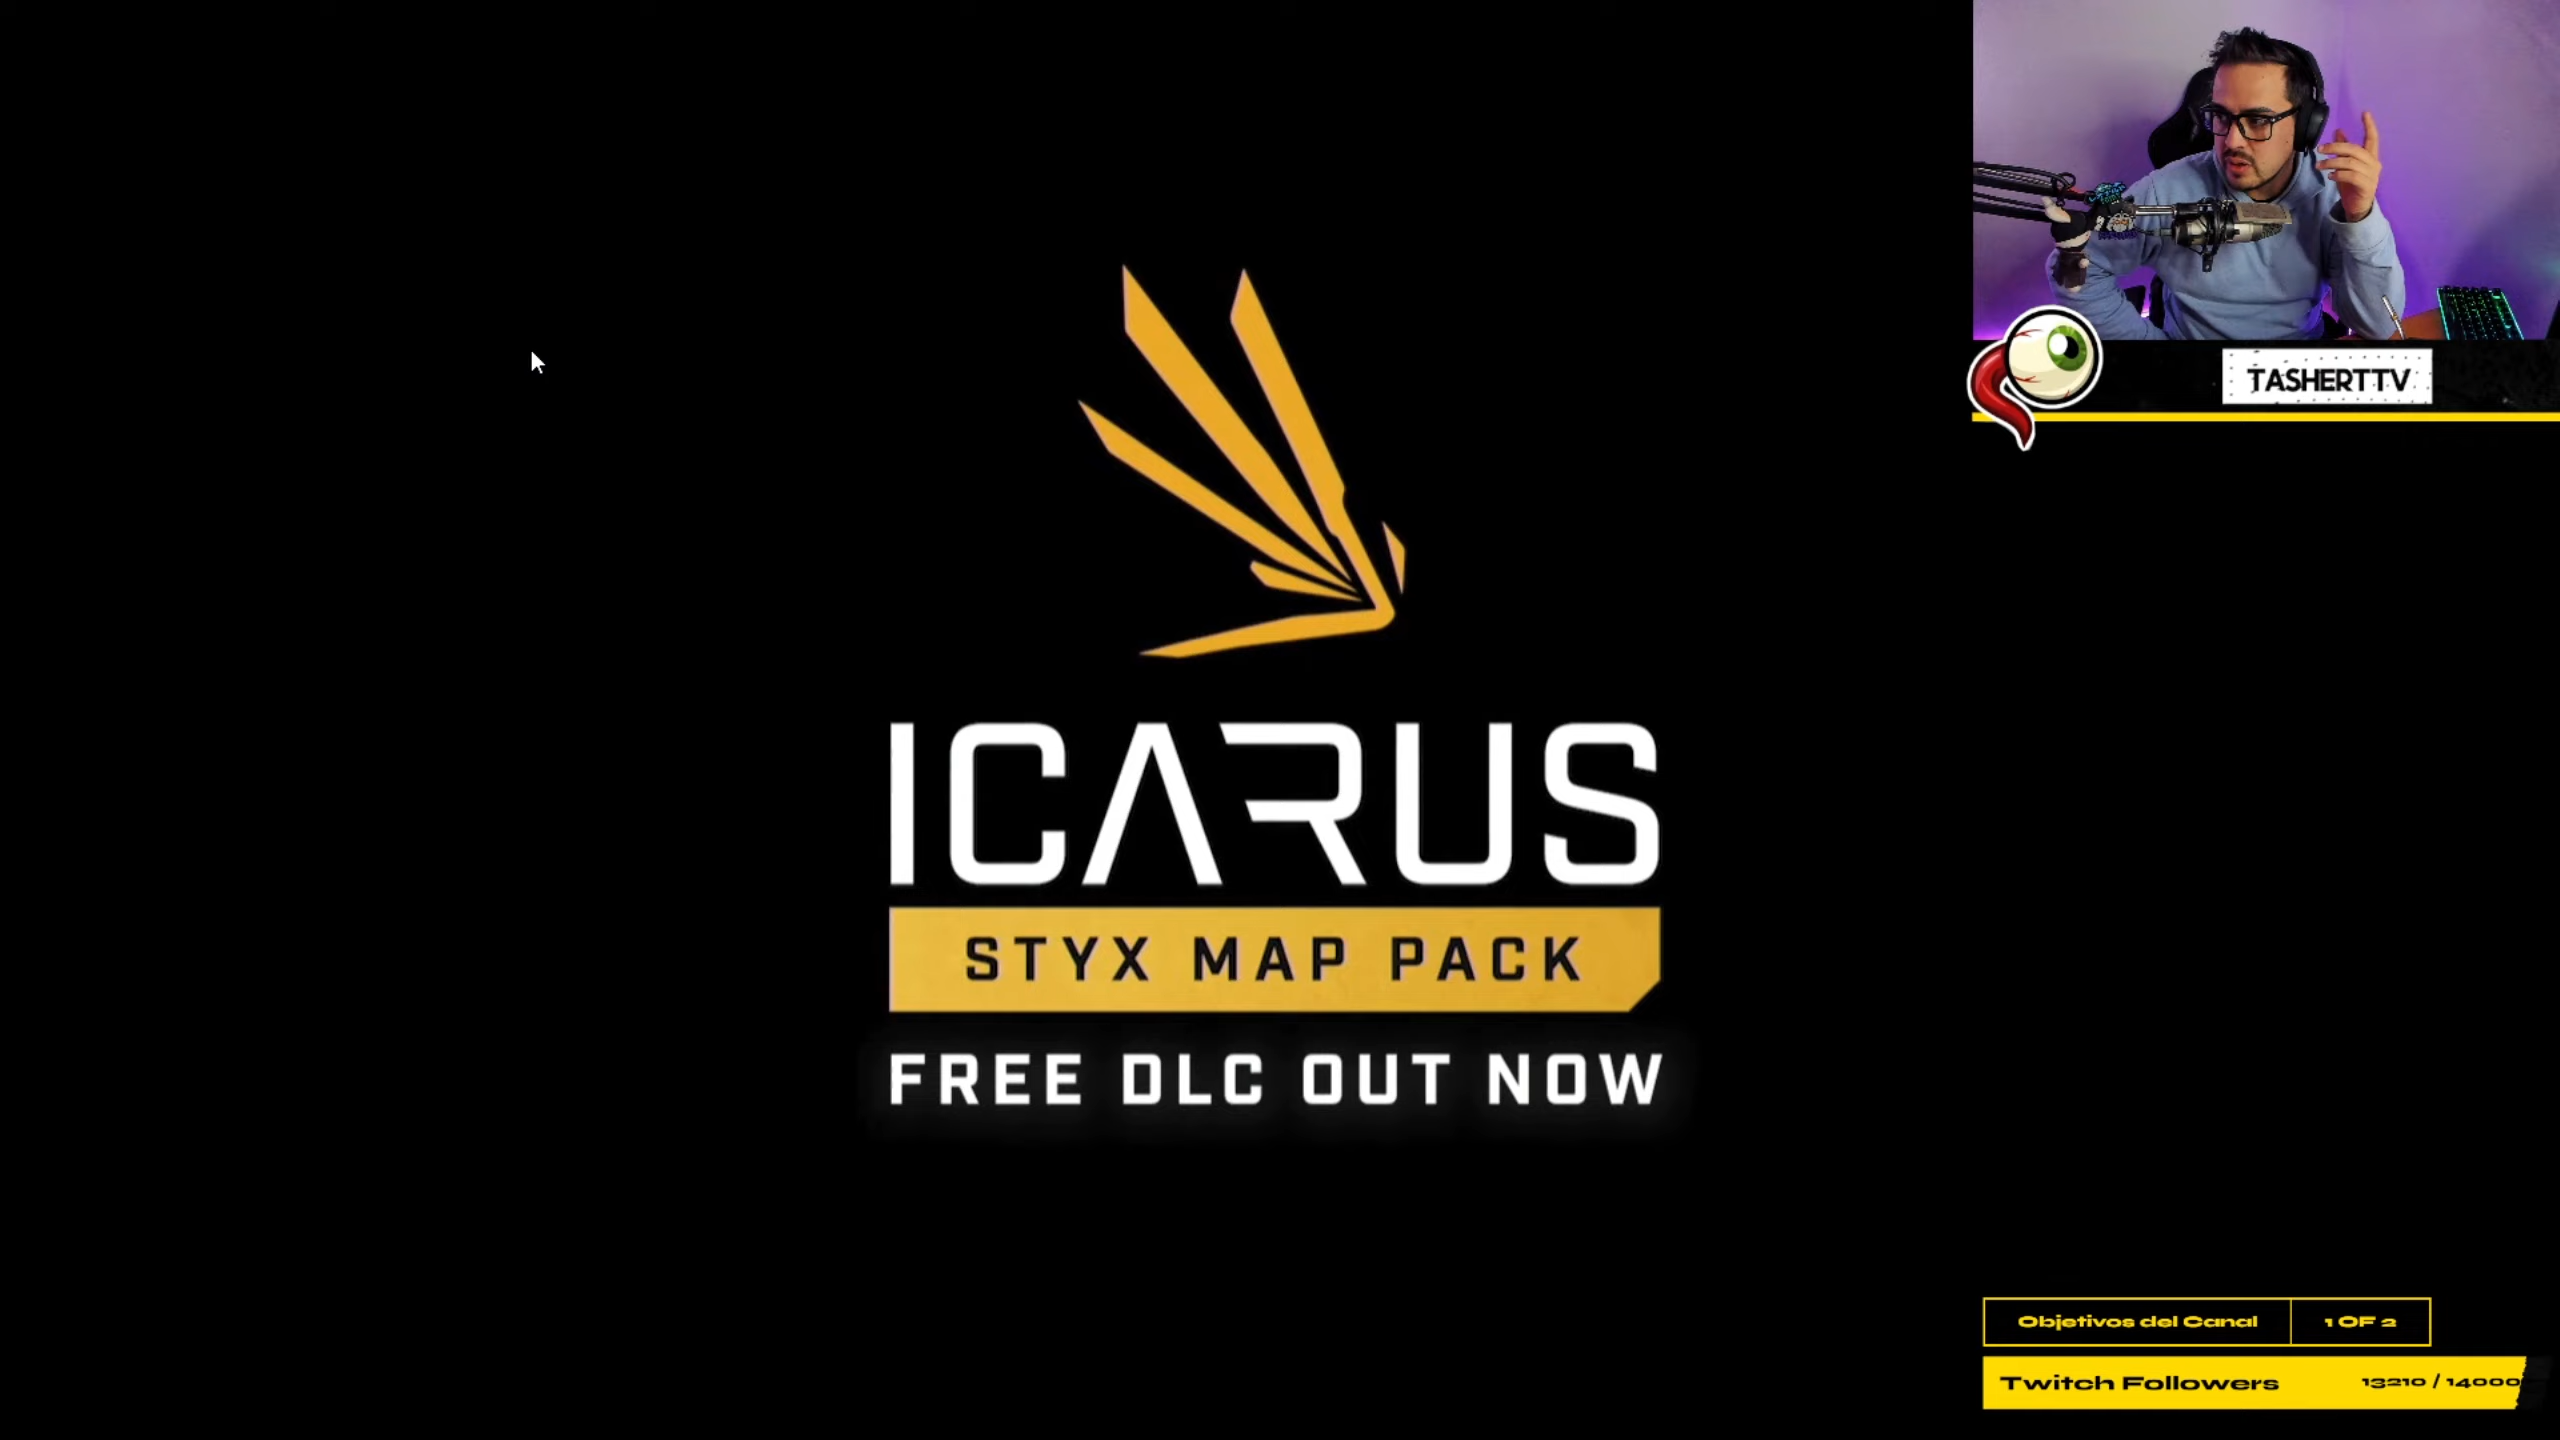 TASHERTTV
ICARUS
STYX MAP PACK
FREE DLC OUT NOW
Objetivos del Canal 1 OF 2
Twitch Followers 13210 / 14000